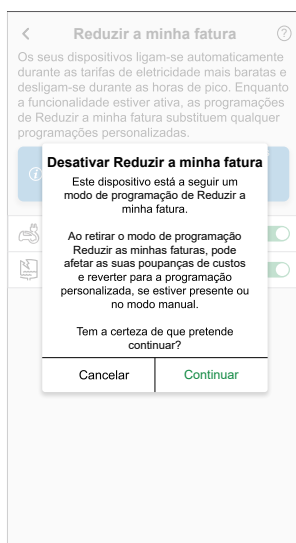 Reduzir a minha fatura
Os seus dispositivos ligam-se automaticamente
durante as tarifas de eletricidade mais baratas e
desligam-se durante as horas de pico. Enquanto
a funcionalidade estiver ativa, as programações
de Reduzir a minha fatura substituem qualquer
programações personalizadas.
Desativar Reduzir a minha fatura
Este dispositivo está a seguir um
modo de programação de Reduzir a
minha fatura.
Ao retirar o modo de programação
Reduzir as minhas faturas, pode
afetar as suas poupanças de custos
e reverter para a programação
personalizada, se estiver presente ou
no modo manual.
Tem a certeza de que pretende
continuar?
Cancelar
Continuar